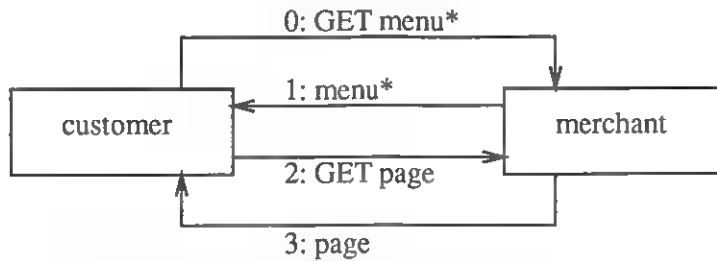 0: GET menu*
1: menu*
customer
merchant
2: GET page
3: page